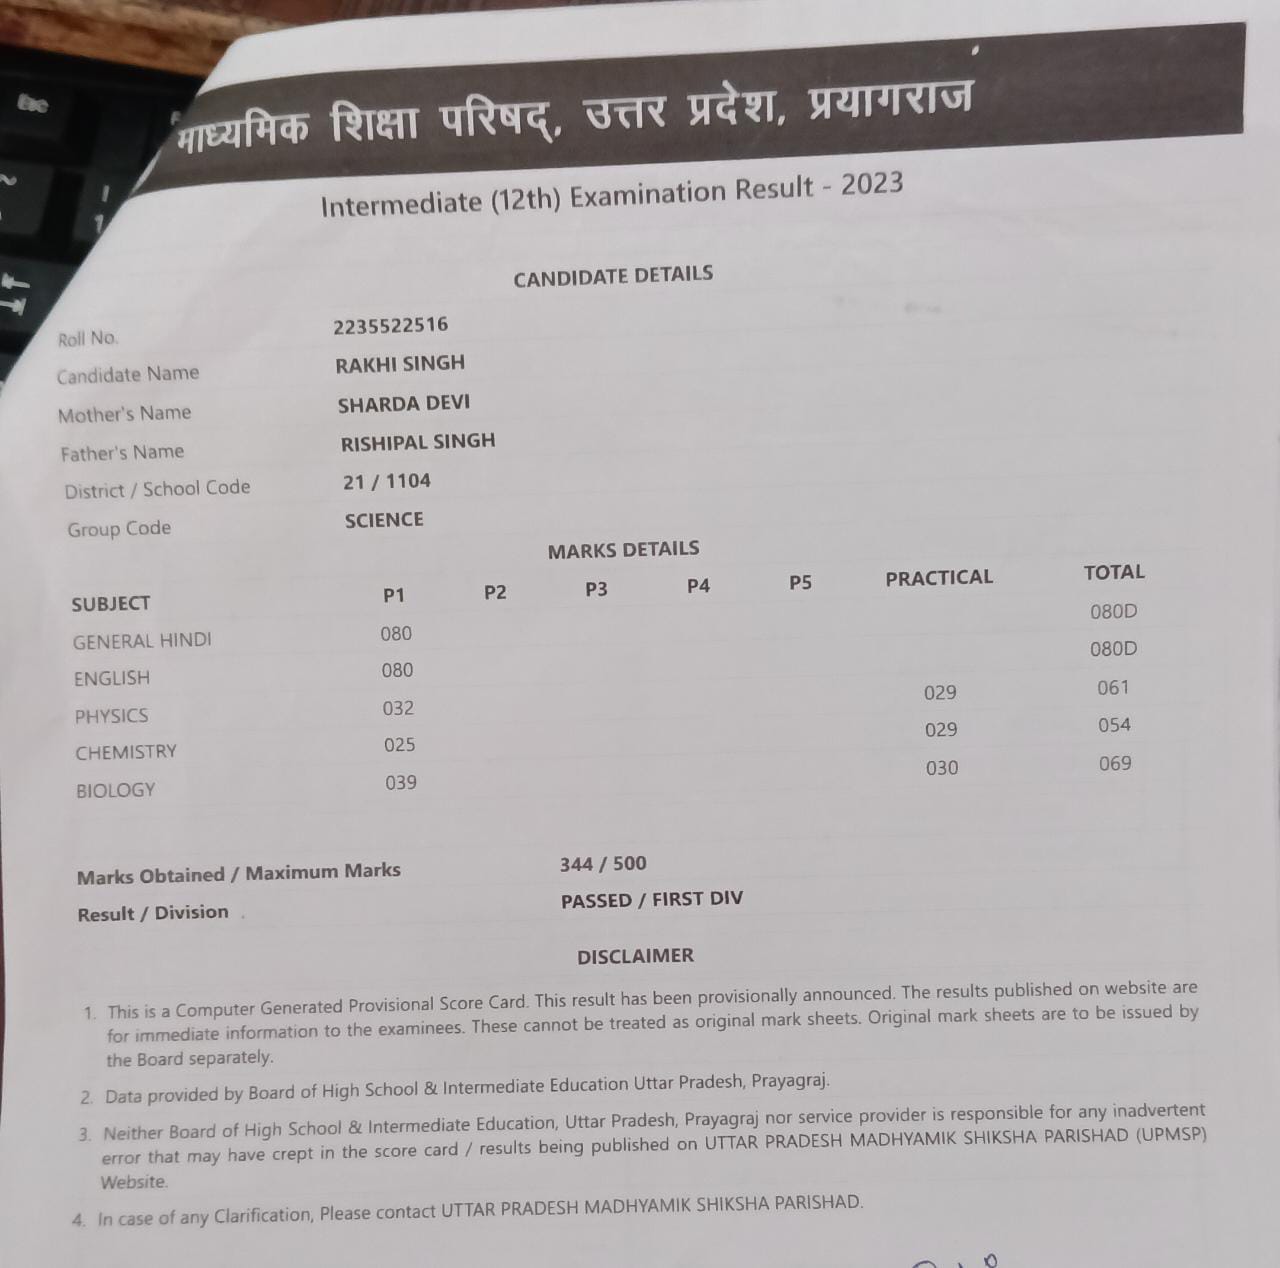 माध्यमिक शिक्षा परिषद्, उत्तर प्रदेश, प्रयागराज
Intermediate (12th) Examination Result - 2023
CANDIDATE DETAILS
Roll No. 2235522516
Candidate Name RAKHI SINGH
Mother's Name SHARDA DEVI
Father's Name RISHIPAL SINGH
District / School Code 21 / 1104
Group Code SCIENCE
MARKS DETAILS
SUBJECT P1 P2 P3 P4 P5 PRACTICAL TOTAL
GENERAL HINDI 080 080D
ENGLISH 080 080D
PHYSICS 032 029 061
CHEMISTRY 025 029 054
BIOLOGY 039 030 069
Marks Obtained / Maximum Marks 344 / 500
Result / Division PASSED / FIRST DIV
DISCLAIMER
1. This is a Computer Generated Provisional Score Card. This result has been provisionally announced. The results published on website are
for immediate information to the examinees. These cannot be treated as original mark sheets. Original mark sheets are to be issued by
the Board separately.
2. Data provided by Board of High School & Intermediate Education Uttar Pradesh, Prayagraj.
3. Neither Board of High School & Intermediate Education, Uttar Pradesh, Prayagraj nor service provider is responsible for any inadvertent
error that may have crept in the score card / results being published on UTTAR PRADESH MADHYAMIK SHIKSHA PARISHAD (UPMSP)
Website.
4. In case of any Clarification, Please contact UTTAR PRADESH MADHYAMIK SHIKSHA PARISHAD.